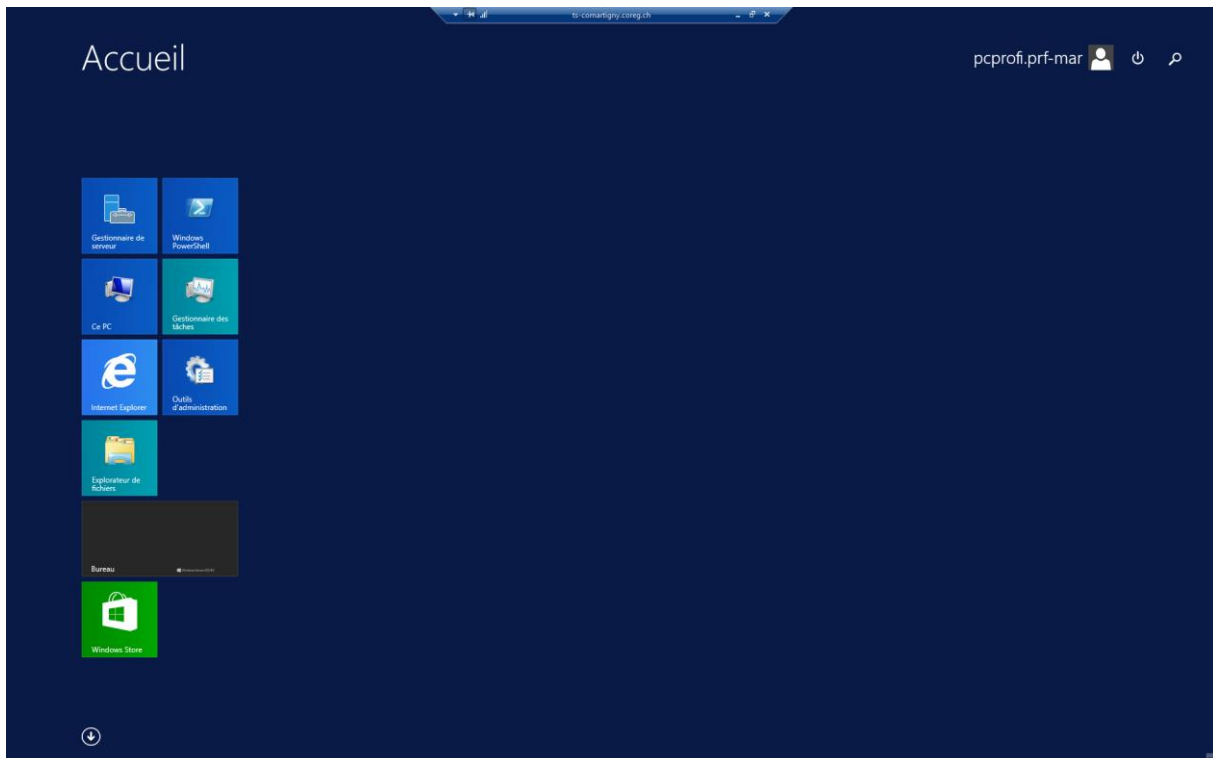 ts-comartigny.coreg.ch
Accueil
pcprofi.prf-mar
Gestionnaire de
serveur
Windows
PowerShell
Ce PC
Gestionnaire des
tâches
Internet Explorer
Outils
d'administration
Explorateur de
fichiers
Bureau
Windows Store